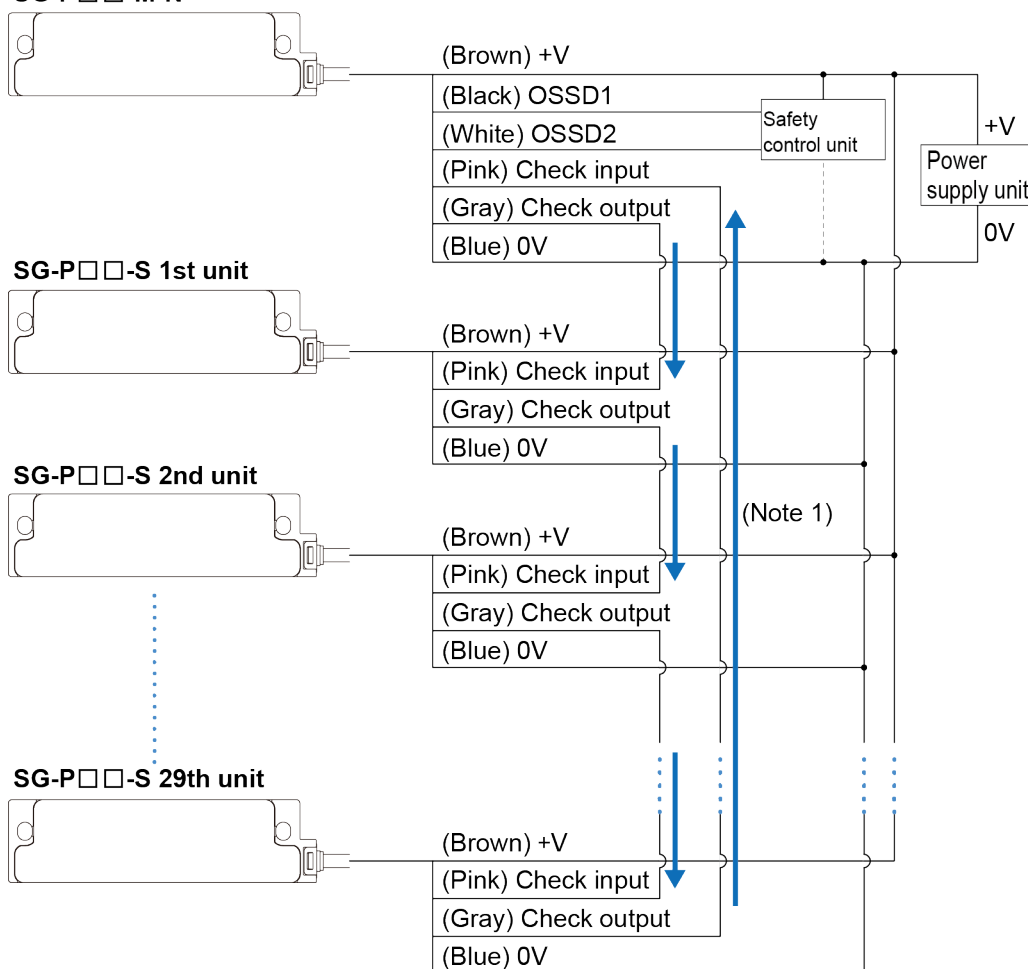 (Brown) +V
(Black) OSSD1
(White) OSSD2
(Pink) Check input
(Gray) Check output
(Blue) 0V
Safety
control unit
+V
Power
supply unit
0V
SG-P□□-S 1st unit
(Brown) +V
(Pink) Check input
(Gray) Check output
(Blue) 0V
SG-P□□-S 2nd unit
(Note 1)
(Brown) +V
(Pink) Check input
(Gray) Check output
(Blue) 0V
SG-P□□-S 29th unit
(Brown) +V
(Pink) Check input
(Gray) Check output
(Blue) 0V